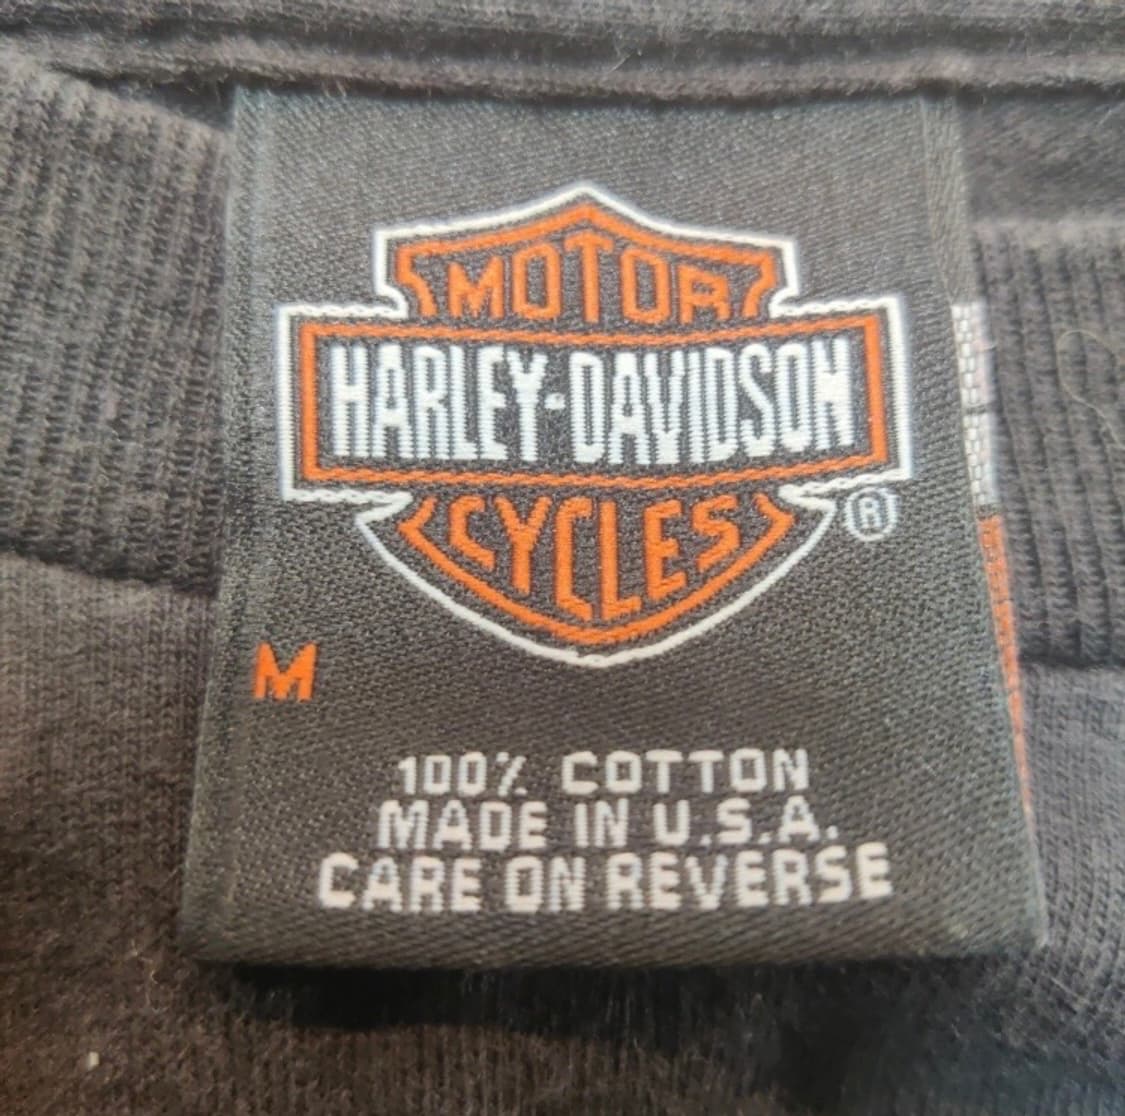 MOTOR
HARLEY-DAVIDSON
CYCLES
®
M
100% COTTON
MADE IN U.S.A.
CARE ON REVERSE